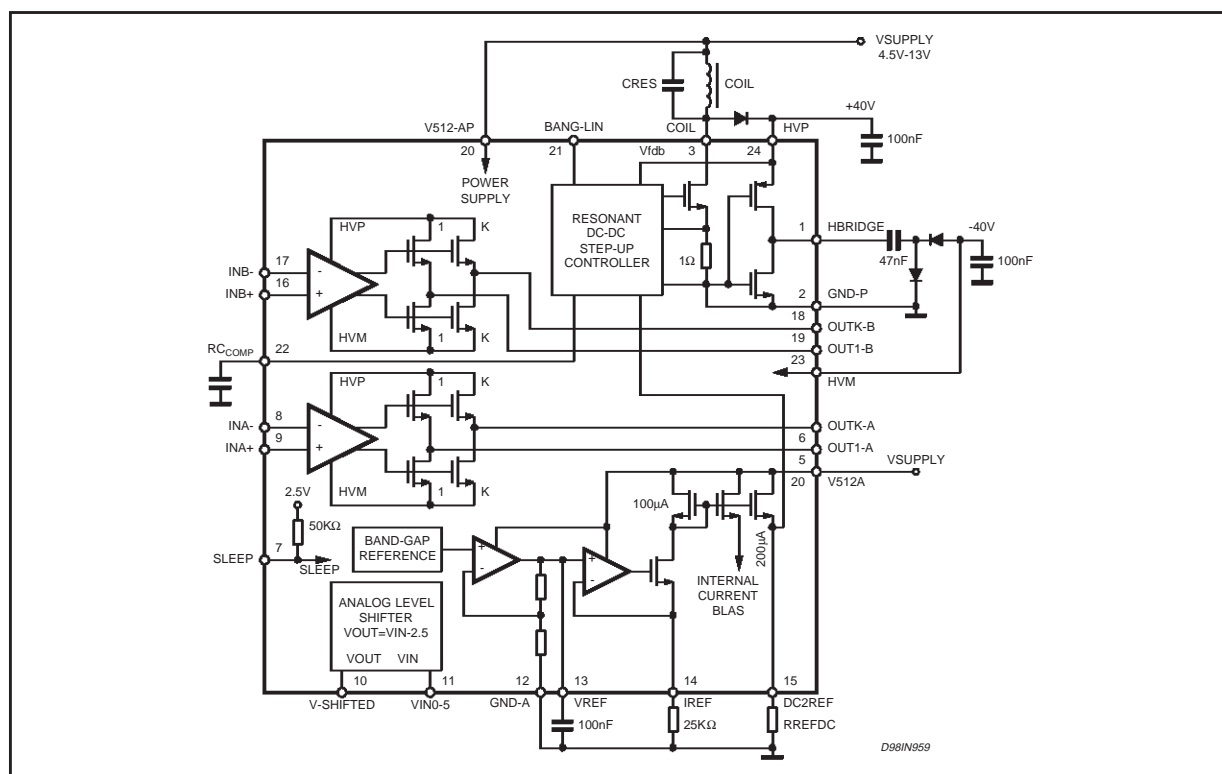 VSUPPLY
4.5V-13V
CRES
COIL
+40V
V512-AP
BANG-LIN
COIL
HVP
100nF
20
21
Vfdb
3
24
POWER
SUPPLY
RESONANT
DC-DC
STEP-UP
CONTROLLER
1Ω
HVP
1
K
INB-
17
-
INB+
16
+
HVM
1
K
1
HBRIDGE
-40V
47nF
100nF
2
GND-P
18
OUTK-B
19
OUT1-B
23
HVM
RCCOMP
22
HVP
1
K
INA-
8
-
INA+
9
+
HVM
1
K
OUTK-A
6
OUT1-A
5
VSUPPLY
20
V512A
2.5V
50KΩ
SLEEP
7
SLEEP
BAND-GAP
REFERENCE
+
-
+
-
100µA
200µA
INTERNAL
CURRENT
BLAS
ANALOG LEVEL
SHIFTER
VOUT=VIN-2.5
VOUT
VIN
10
11
12
13
14
15
V-SHIFTED
VIN0-5
GND-A
VREF
IREF
DC2REF
100nF
25KΩ
RREFDC
D98IN959